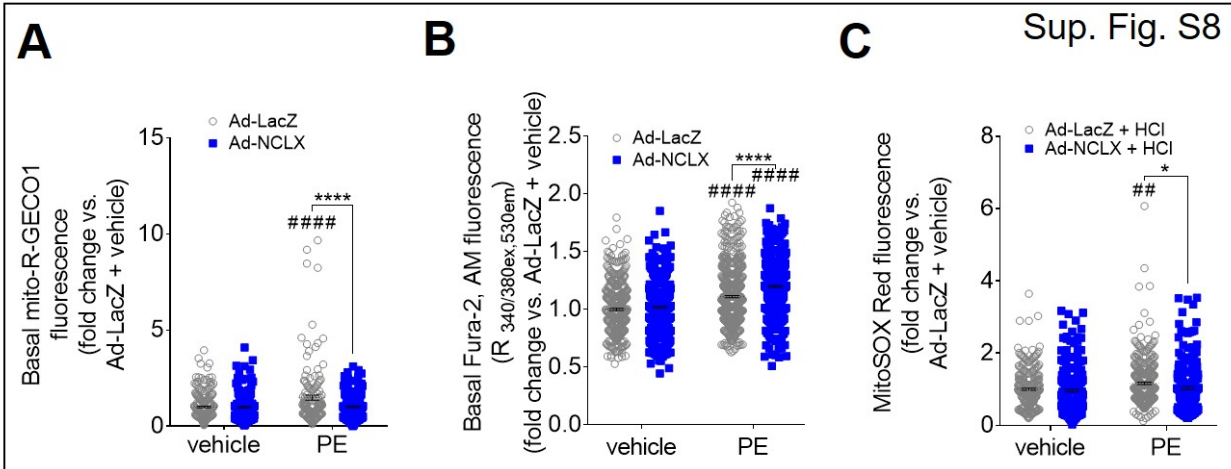 Sup. Fig. S8
A
Ad-LacZ
Ad-NCLX
Basal mito-R-GECO1
fluorescence
(fold change vs.
Ad-LacZ + vehicle)
15
10
5
0
####
****
vehicle
PE
B
Ad-LacZ
Ad-NCLX
Basal Fura-2, AM fluorescence
(R 340/380ex,530em)
(fold change vs. Ad-LacZ + vehicle)
2.5
2.0
1.5
1.0
0.5
0.0
****
####
####
vehicle
PE
C
Ad-LacZ + HCl
Ad-NCLX + HCl
MitoSOX Red fluorescence
(fold change vs.
Ad-LacZ + vehicle)
8
6
4
2
0
*
##
vehicle
PE